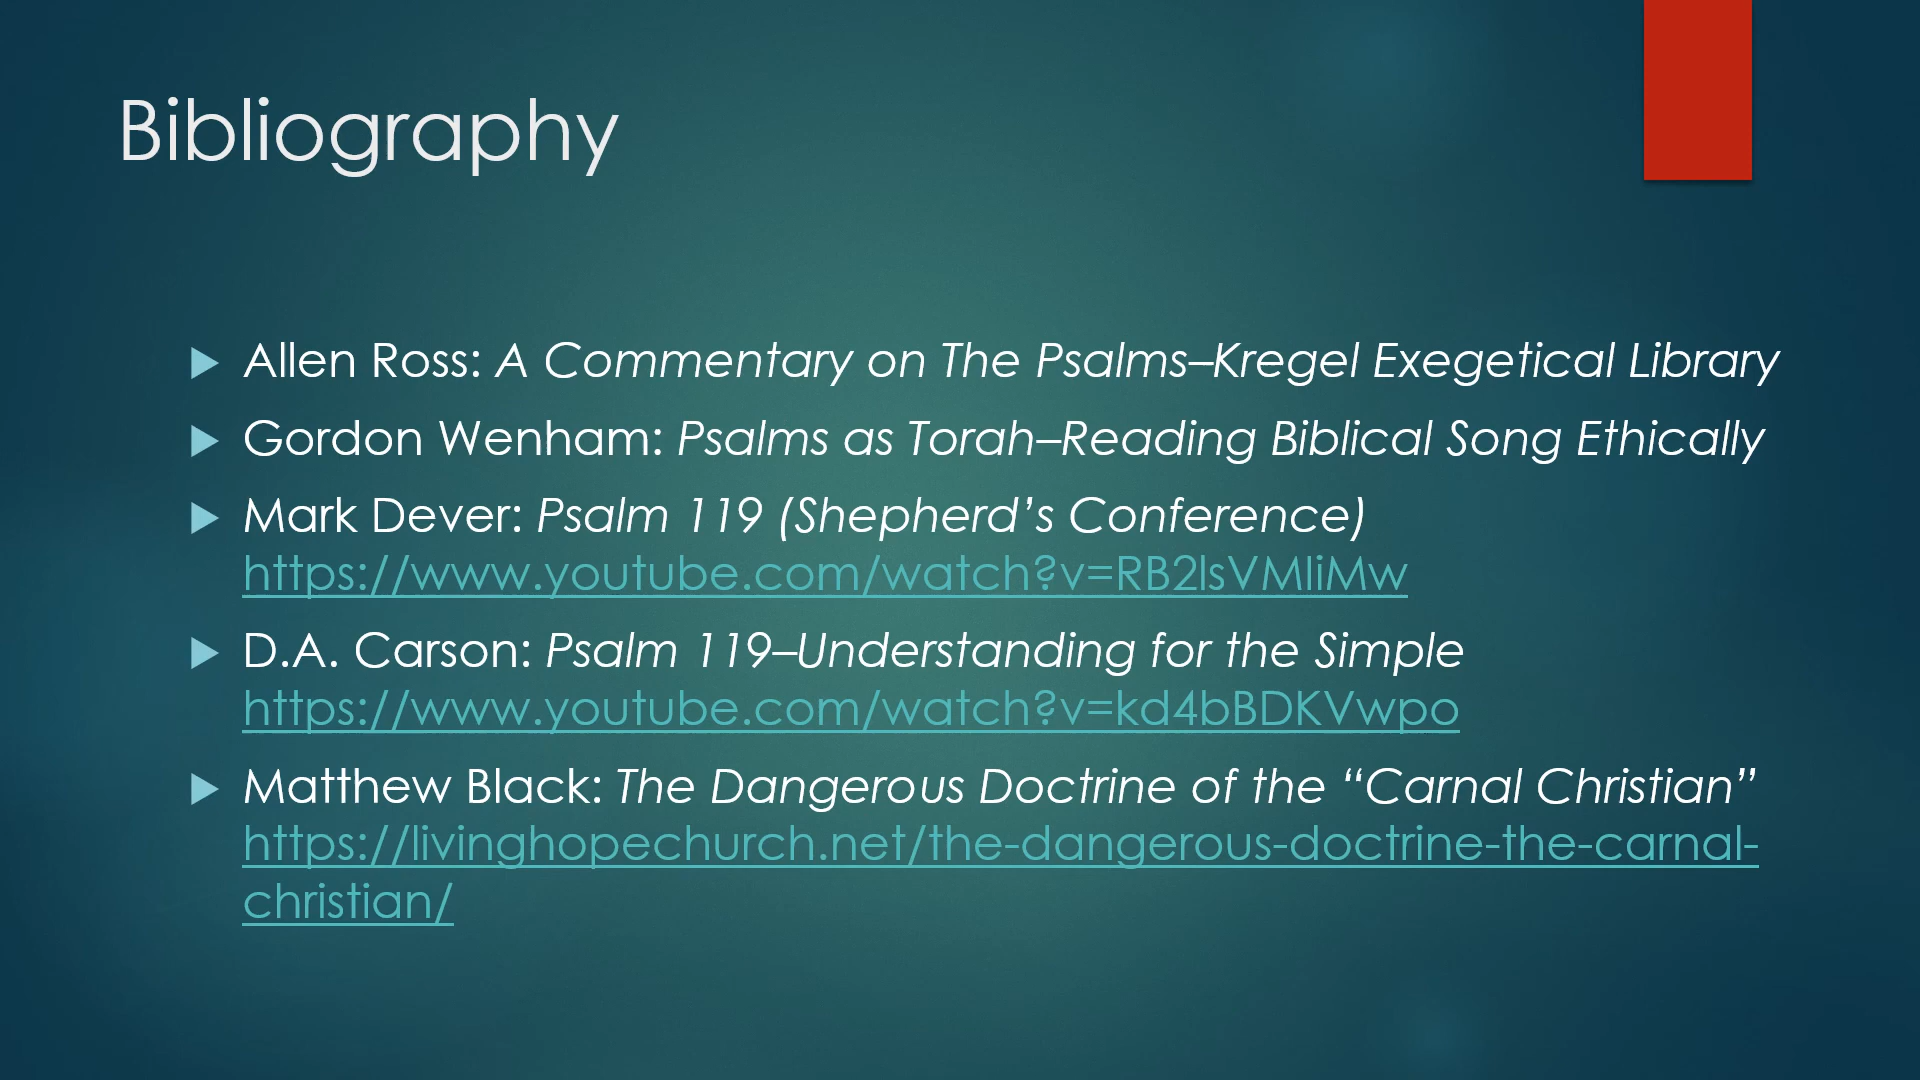 Bibliography
Allen Ross: A Commentary on The Psalms–Kregel Exegetical Library
Gordon Wenham: Psalms as Torah–Reading Biblical Song Ethically
Mark Dever: Psalm 119 (Shepherd’s Conference)
https://www.youtube.com/watch?v=RB2lsVMIiMw
D.A. Carson: Psalm 119–Understanding for the Simple
https://www.youtube.com/watch?v=kd4bBDKVwpo
Matthew Black: The Dangerous Doctrine of the “Carnal Christian”
https://livinghopechurch.net/the-dangerous-doctrine-the-carnal-
christian/